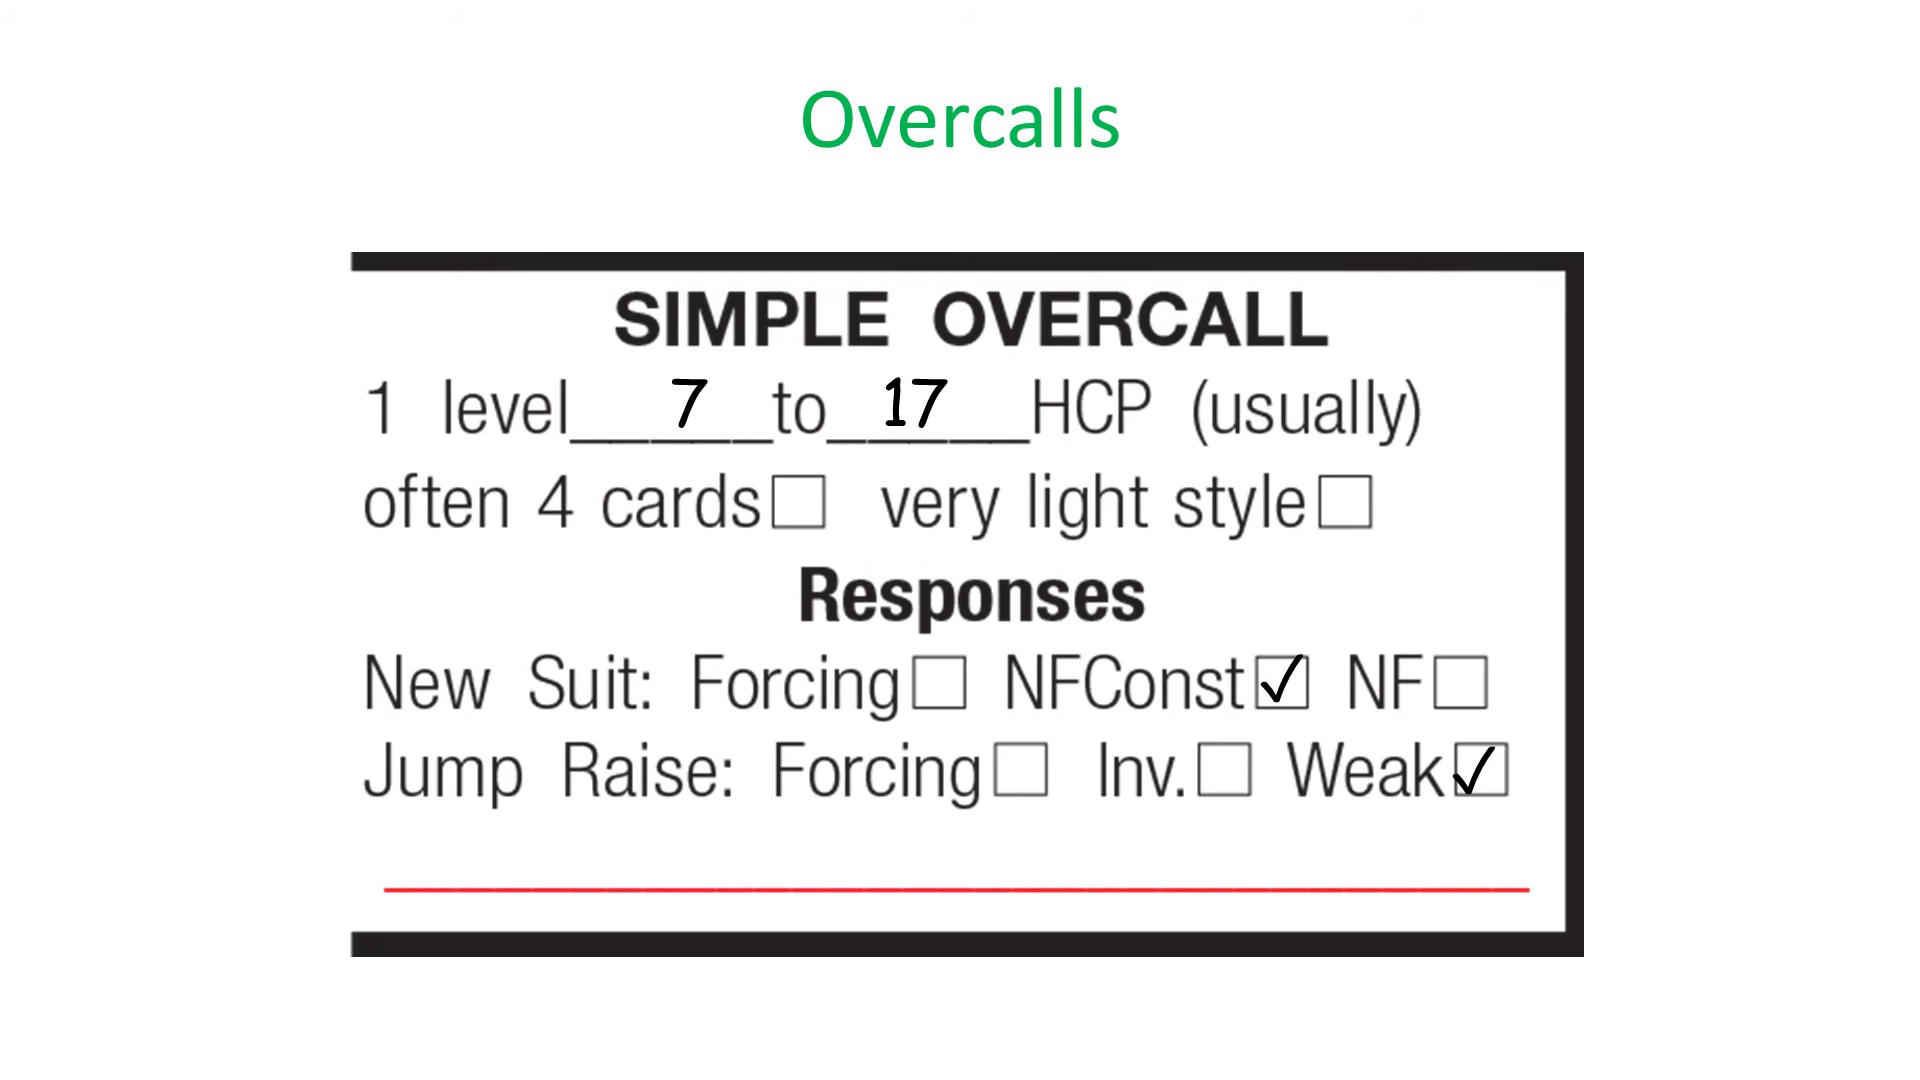 Overcalls
SIMPLE OVERCALL
1 level 7 to 17 HCP (usually)
often 4 cards☐ very light style☐
Responses
New Suit: Forcing☐ NFConst☑ NF☐
Jump Raise: Forcing☐ Inv.☐ Weak☑